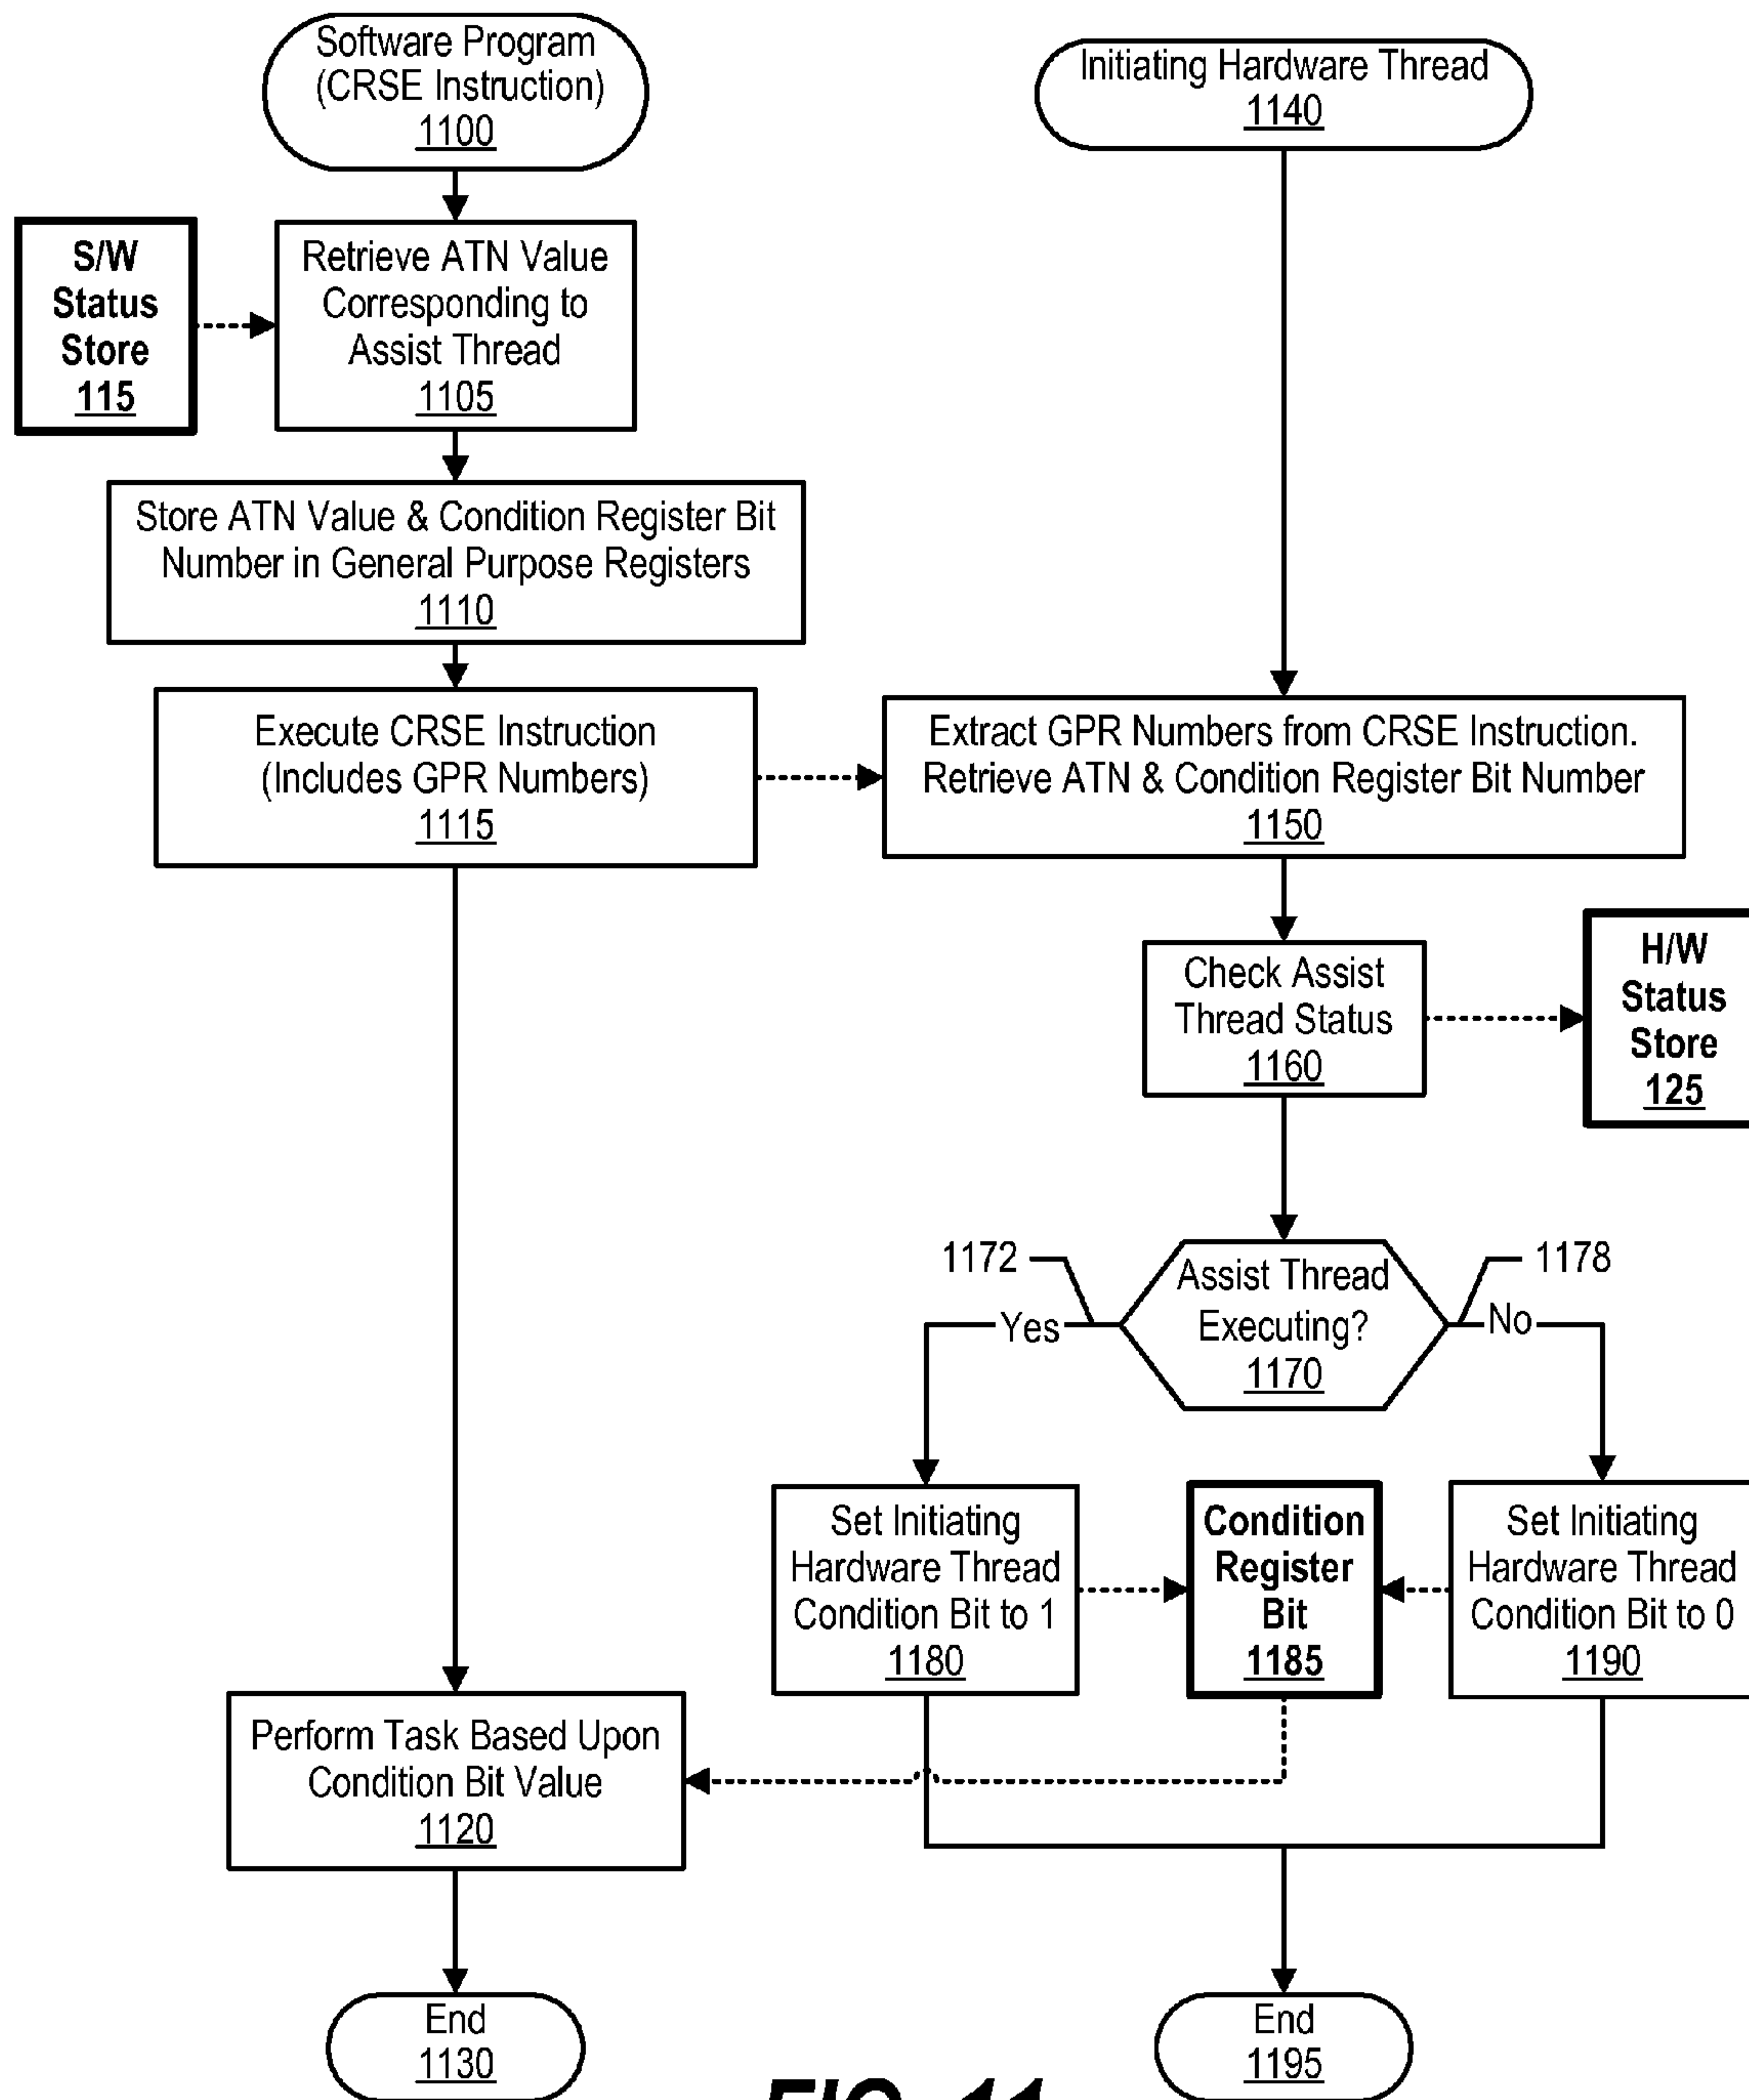 Software Program
(CRSE Instruction)
1100
Initiating Hardware Thread
1140
S/W
Status
Store
115
Retrieve ATN Value
Corresponding to
Assist Thread
1105
Store ATN Value & Condition Register Bit
Number in General Purpose Registers
1110
Execute CRSE Instruction
(Includes GPR Numbers)
1115
Extract GPR Numbers from CRSE Instruction.
Retrieve ATN & Condition Register Bit Number
1150
Check Assist
Thread Status
1160
H/W
Status
Store
125
1172
Assist Thread
Executing?
1170
1178
Yes
No
Set Initiating
Hardware Thread
Condition Bit to 1
1180
Condition
Register
Bit
1185
Set Initiating
Hardware Thread
Condition Bit to 0
1190
Perform Task Based Upon
Condition Bit Value
1120
End
1130
End
1195
FIG. 11